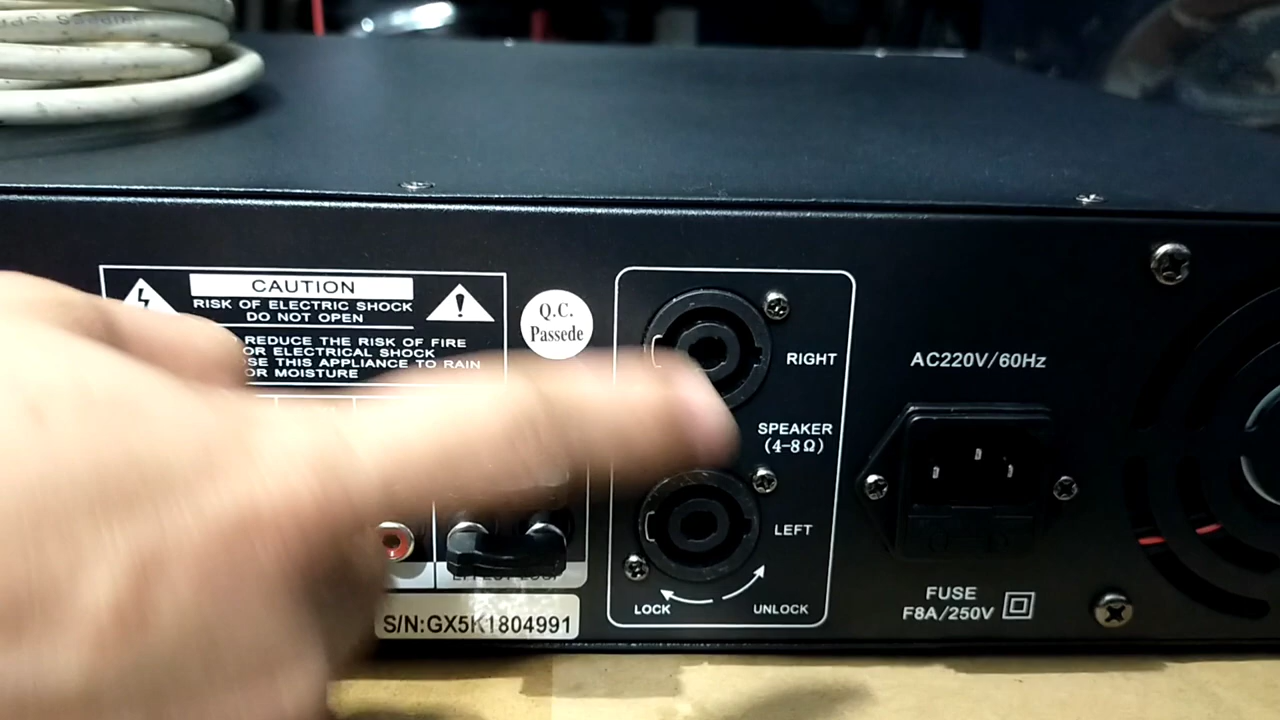 CAUTION
RISK OF ELECTRIC SHOCK
DO NOT OPEN
REDUCE THE RISK OF FIRE
OR ELECTRICAL SHOCK
THIS APPLIANCE TO RAIN
OR MOISTURE
Q.C.
Passede
RIGHT
SPEAKER
(4-8Ω)
LEFT
LOCK
UNLOCK
AC220V/60Hz
FUSE
F8A/250V
S/N:GX5K1804991